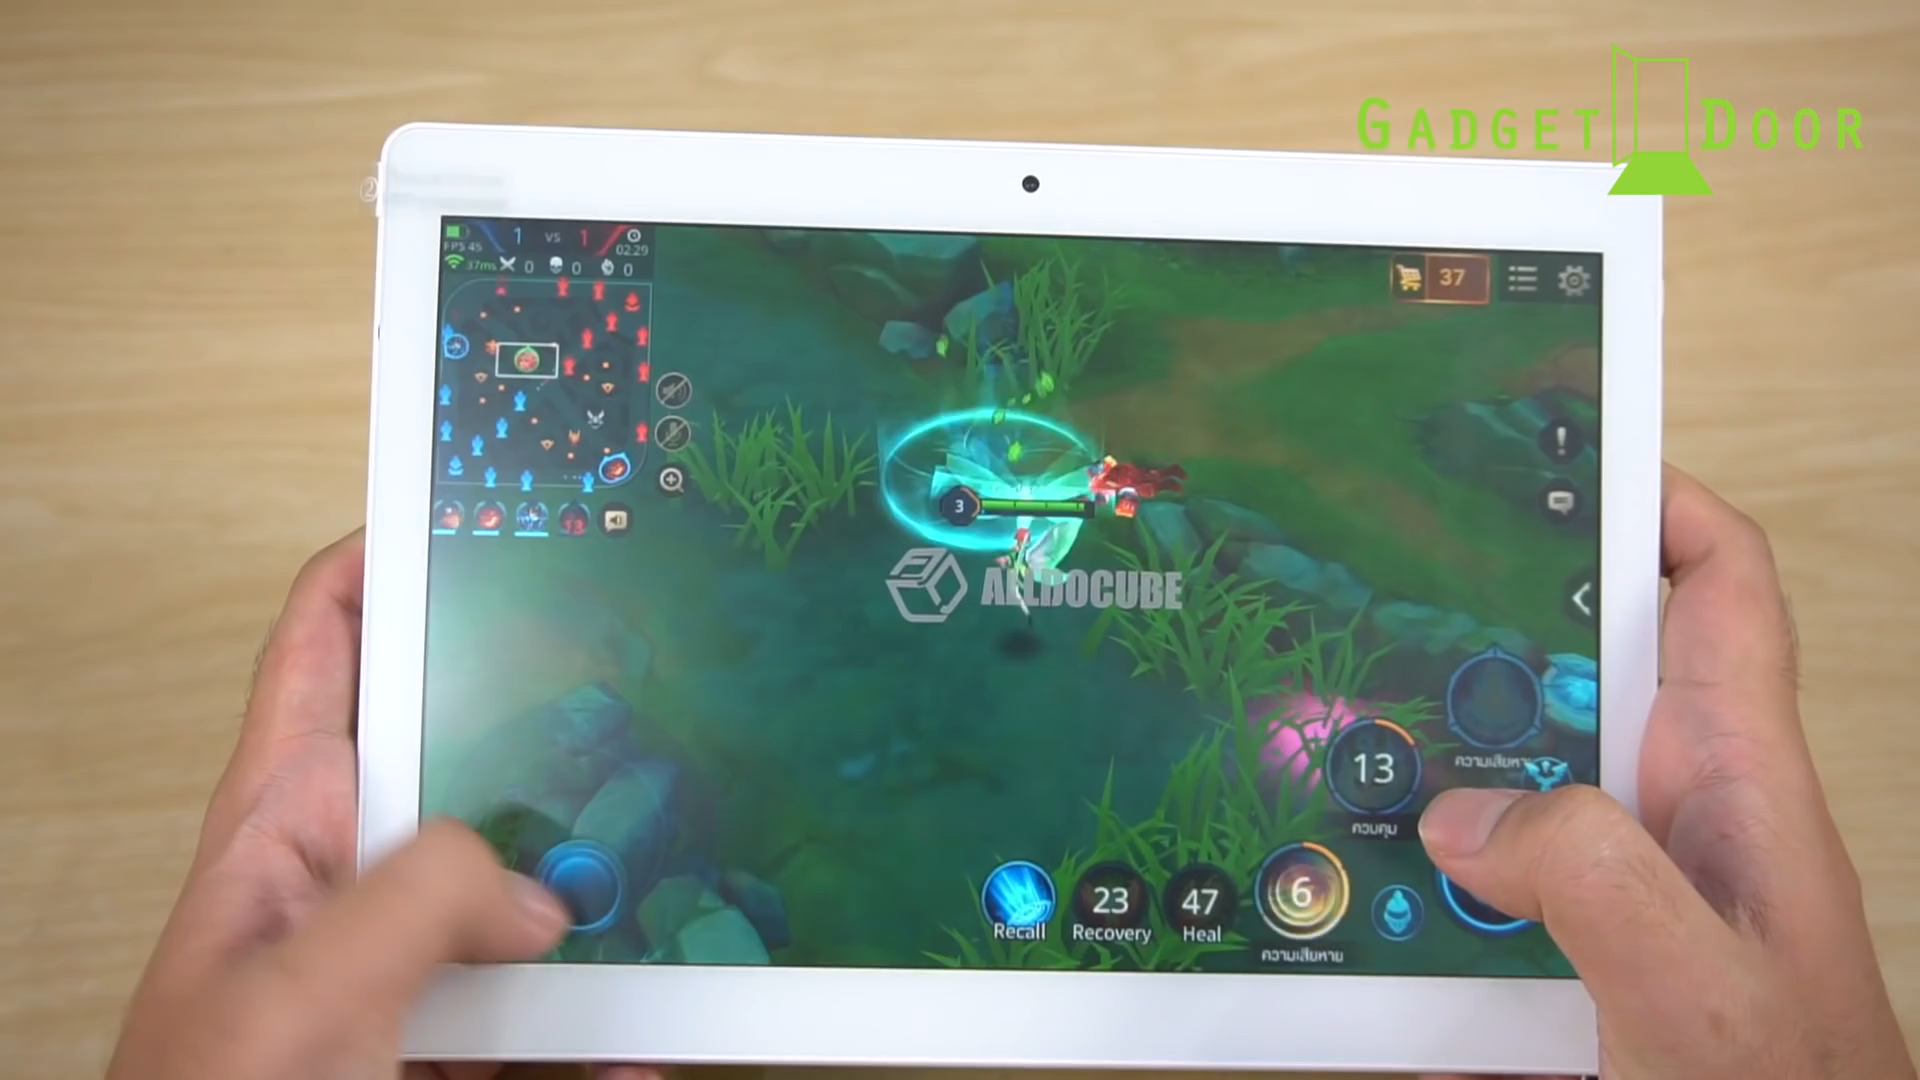 GADGET DOOR
②
1 vs 1
FPS 45
02:29
37ms 0 0 0
37
3
ALLDOCUBE
13
13
ควบคุม
ความเสียหาย
Recall
23
Recovery
47
Heal
6
ความเสียหาย